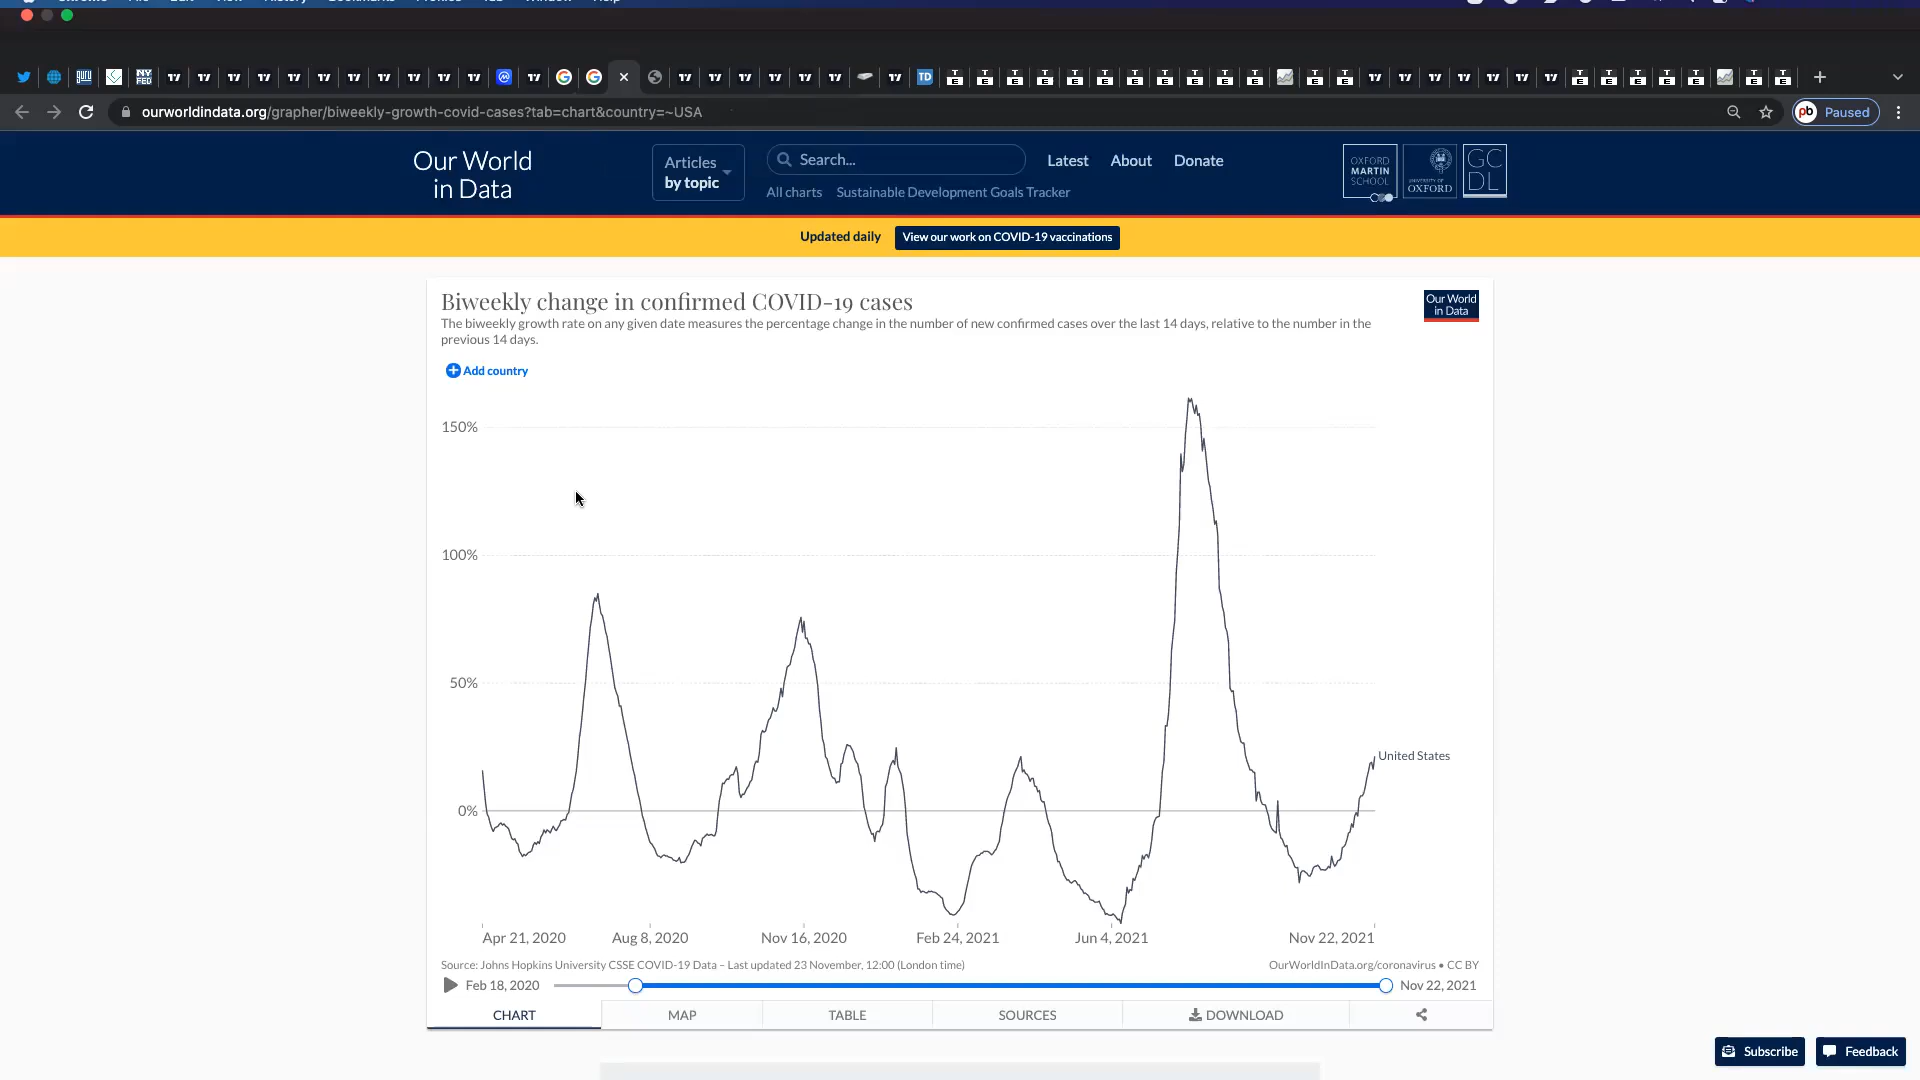 ourworldindata.org/grapher/biweekly-growth-covid-cases?tab=chart&country=~USA
pb Paused
Our World
in Data
Articles
by topic
Search...
Latest
About
Donate
All charts
Sustainable Development Goals Tracker
OXFORD
MARTIN
SCHOOL
UNIVERSITY OF
OXFORD
GC
DL
Updated daily
View our work on COVID-19 vaccinations
Biweekly change in confirmed COVID-19 cases
The biweekly growth rate on any given date measures the percentage change in the number of new confirmed cases over the last 14 days, relative to the number in the
previous 14 days.
Our World
in Data
Add country
150%
100%
50%
0%
United States
Apr 21, 2020
Aug 8, 2020
Nov 16, 2020
Feb 24, 2021
Jun 4, 2021
Nov 22, 2021
Source: Johns Hopkins University CSSE COVID-19 Data – Last updated 23 November, 12:00 (London time)
OurWorldInData.org/coronavirus • CC BY
Feb 18, 2020
Nov 22, 2021
CHART
MAP
TABLE
SOURCES
DOWNLOAD
Subscribe
Feedback